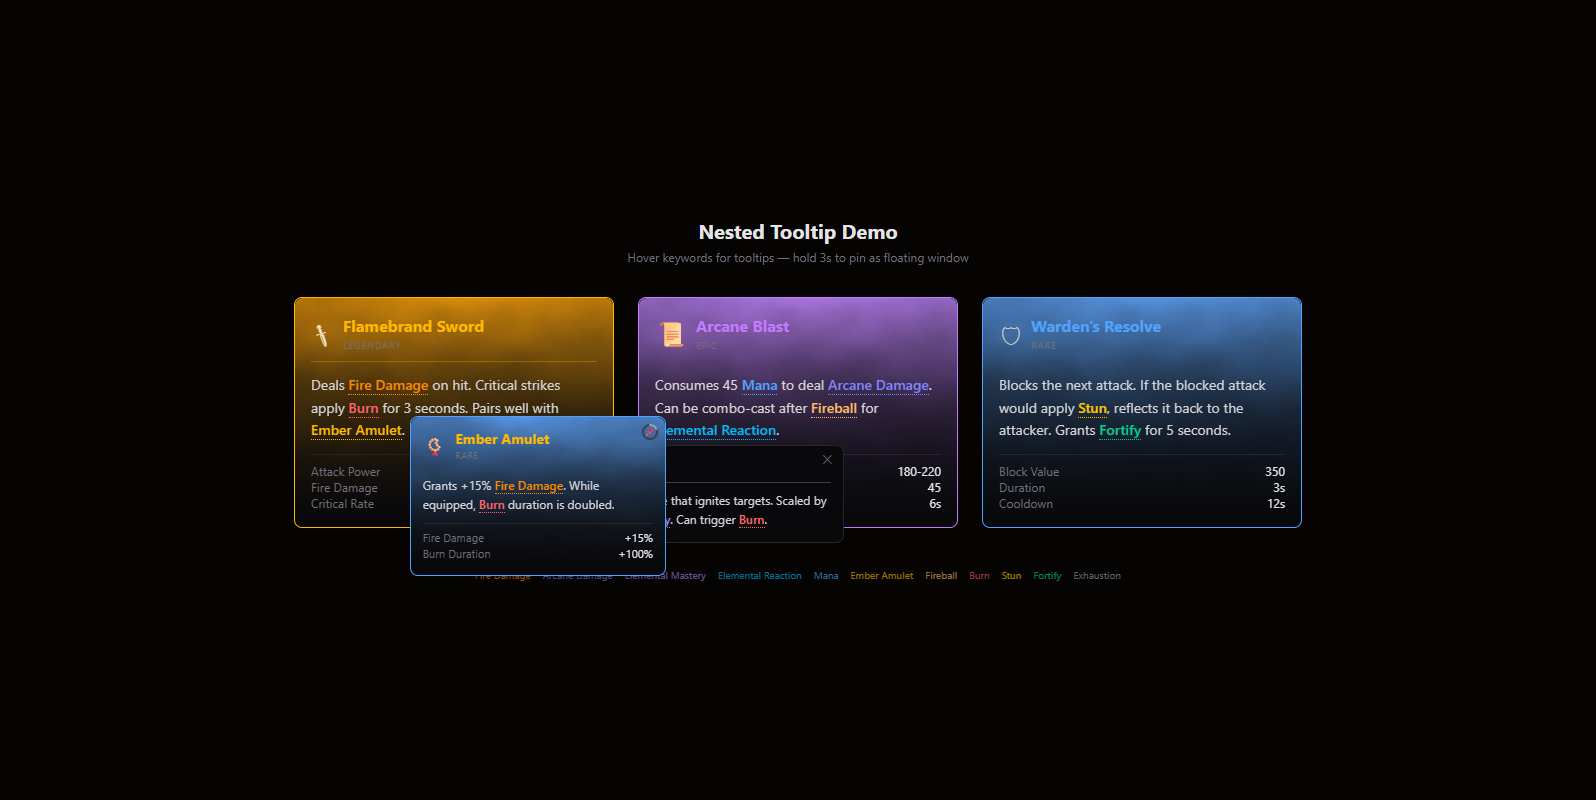 Nested Tooltip Demo
Hover keywords for tooltips — hold 3s to pin as floating window
Flamebrand Sword
LEGENDARY
Deals Fire Damage on hit. Critical strikes
apply Burn for 3 seconds. Pairs well with
Ember Amulet.
Attack Power
Fire Damage
Critical Rate
Ember Amulet
RARE
Grants +15% Fire Damage. While
equipped, Burn duration is doubled.
Fire Damage +15%
Burn Duration +100%
Arcane Blast
EPIC
Consumes 45 Mana to deal Arcane Damage.
Can be combo-cast after Fireball for
Elemental Reaction.
that ignites targets. Scaled by
. Can trigger Burn.
180-220
45
6s
Warden's Resolve
RARE
Blocks the next attack. If the blocked attack
would apply Stun, reflects it back to the
attacker. Grants Fortify for 5 seconds.
Block Value 350
Duration 3s
Cooldown 12s
Fire Damage Arcane Damage Elemental Mastery Elemental Reaction Mana Ember Amulet Fireball Burn Stun Fortify Exhaustion